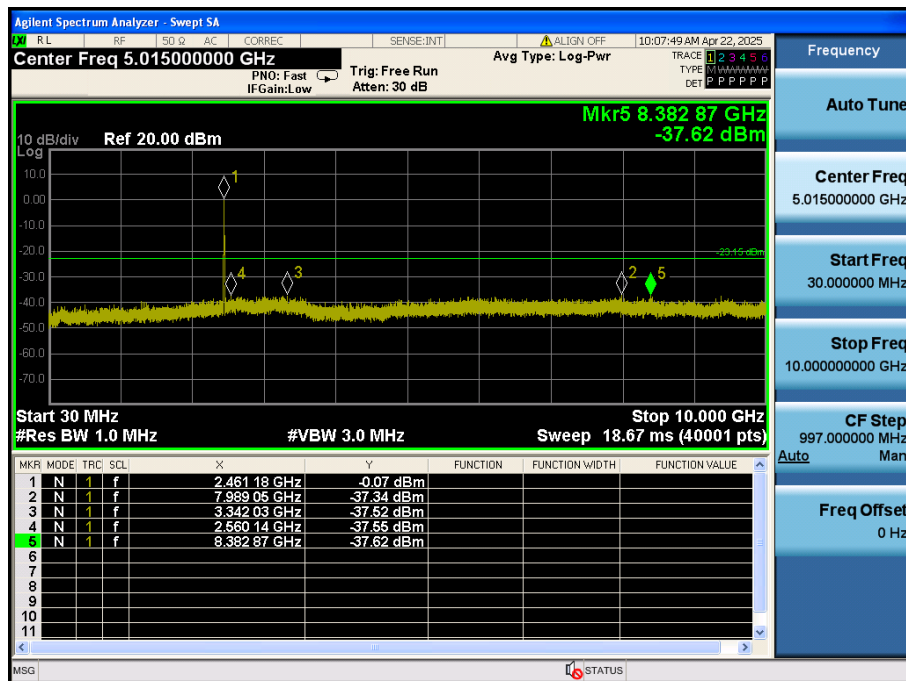 Agilent Spectrum Analyzer - Swept SA
LXI RL RF 50 Ω AC CORREC SENSE:INT ALIGN OFF 10:07:49 AM Apr 22, 2025
Center Freq 5.015000000 GHz
PNO: Fast
IFGain:Low
Trig: Free Run
Atten: 30 dB
Avg Type: Log-Pwr
TRACE 1 2 3 4 5 6
TYPE M WWWWW
DET P P P P P P
Mkr5 8.382 87 GHz
-37.62 dBm
10 dB/div Ref 20.00 dBm
Log
10.0
0.00
-10.0
-20.0
-30.0
-40.0
-50.0
-60.0
-70.0
1
4
3
2
5
-23.15 dBm
Start 30 MHz Stop 10.000 GHz
#Res BW 1.0 MHz #VBW 3.0 MHz Sweep 18.67 ms (40001 pts)
MKR MODE TRC SCL X Y FUNCTION FUNCTION WIDTH FUNCTION VALUE
1 N 1 f 2.461 18 GHz -0.07 dBm
2 N 1 f 7.989 05 GHz -37.34 dBm
3 N 1 f 3.342 03 GHz -37.52 dBm
4 N 1 f 2.560 14 GHz -37.55 dBm
5 N 1 f 8.382 87 GHz -37.62 dBm
6
7
8
9
10
11
MSG STATUS
Frequency
Auto Tune
Center Freq
5.015000000 GHz
Start Freq
30.000000 MHz
Stop Freq
10.000000000 GHz
CF Step
997.000000 MHz
Auto Man
Freq Offset
0 Hz